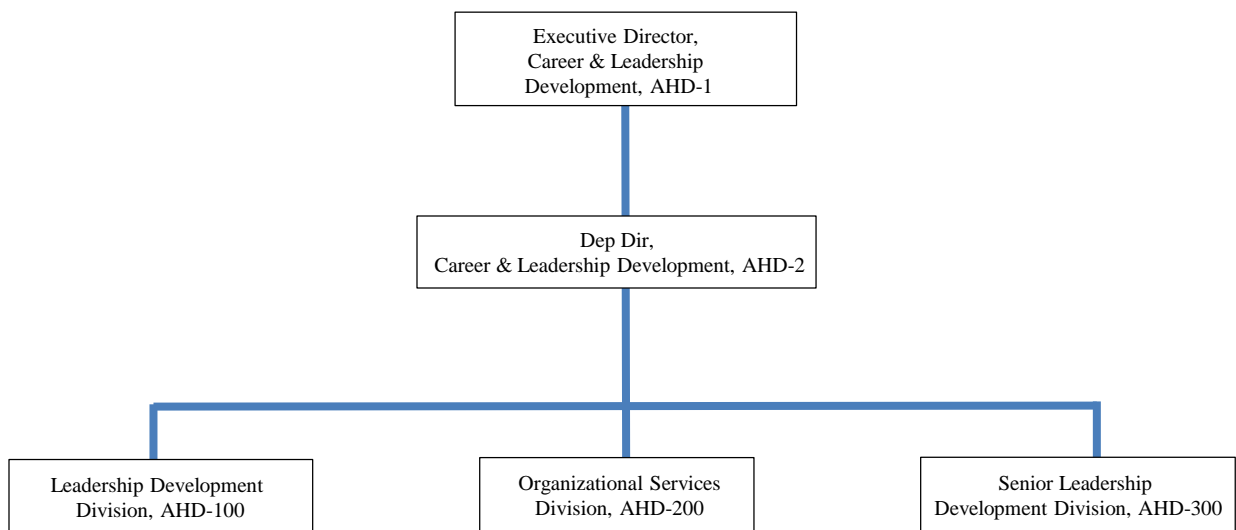 Executive Director,
Career & Leadership
Development, AHD-1
Dep Dir,
Career & Leadership Development, AHD-2
Leadership Development
Division, AHD-100
Organizational Services
Division, AHD-200
Senior Leadership
Development Division, AHD-300